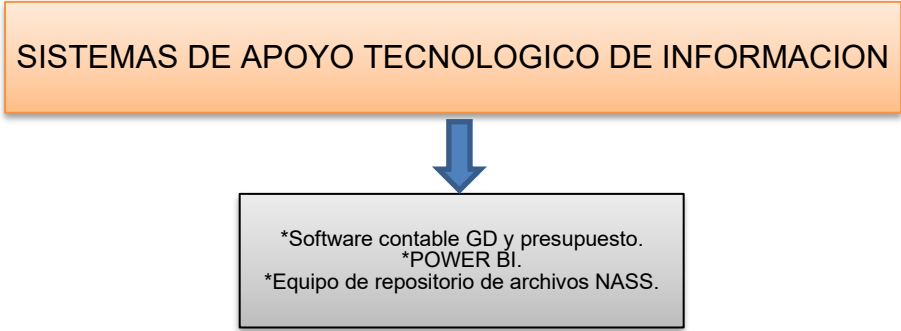 SISTEMAS DE APOYO TECNOLOGICO DE INFORMACION
*Software contable GD y presupuesto.
*POWER BI.
*Equipo de repositorio de archivos NASS.